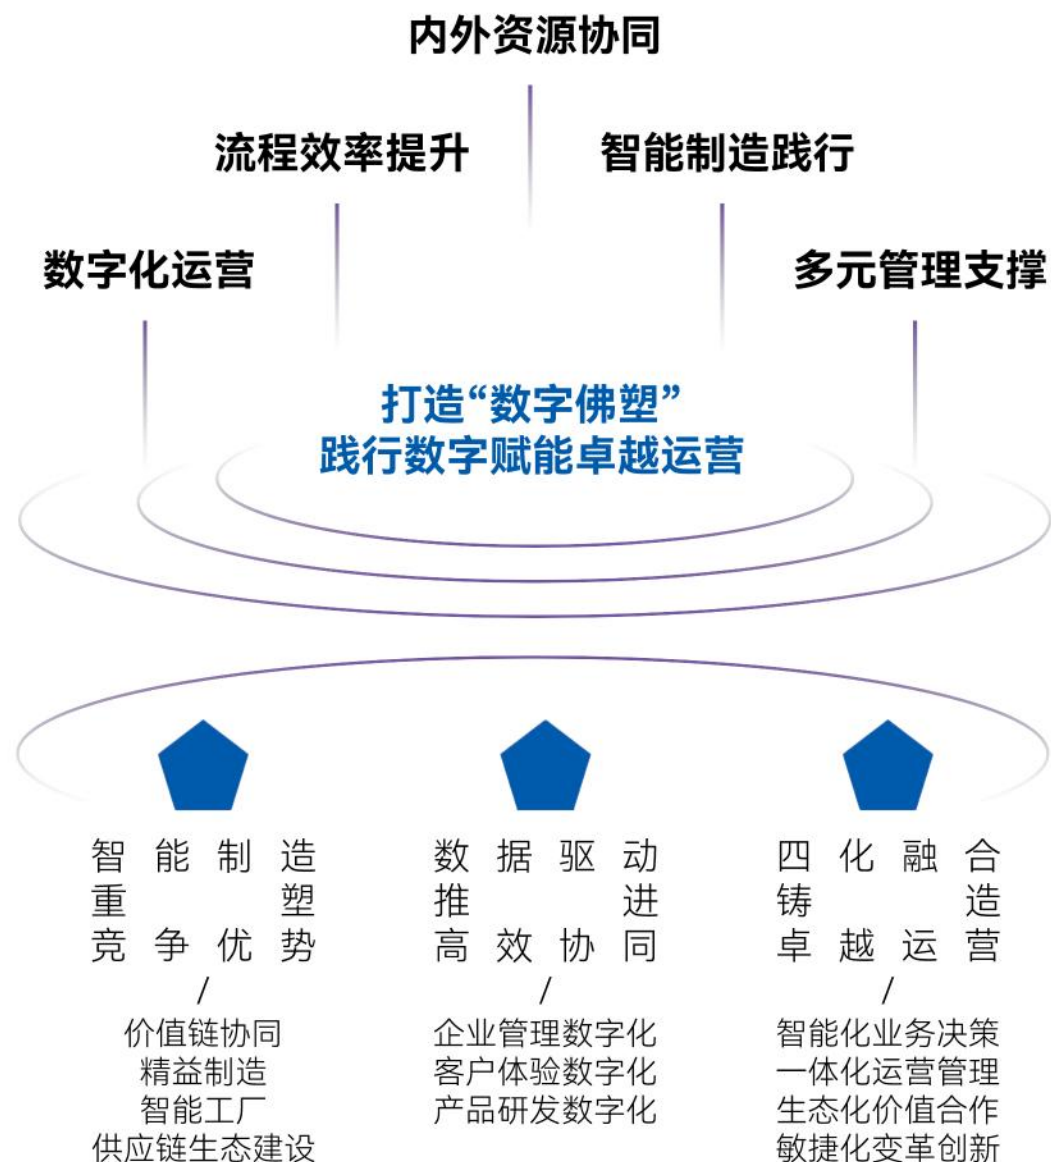 内外资源协同
流程效率提升
智能制造践行
数字化运营
多元管理支撑
打造“数字佛塑”
践行数字赋能卓越运营
智能制造
重塑
竞争优势
/
价值链协同
精益制造
智能工厂
供应链生态建设
数据驱动
推进
高效协同
/
企业管理数字化
客户体验数字化
产品研发数字化
四化融合
铸造
卓越运营
/
智能化业务决策
一体化运营管理
生态化价值合作
敏捷化变革创新